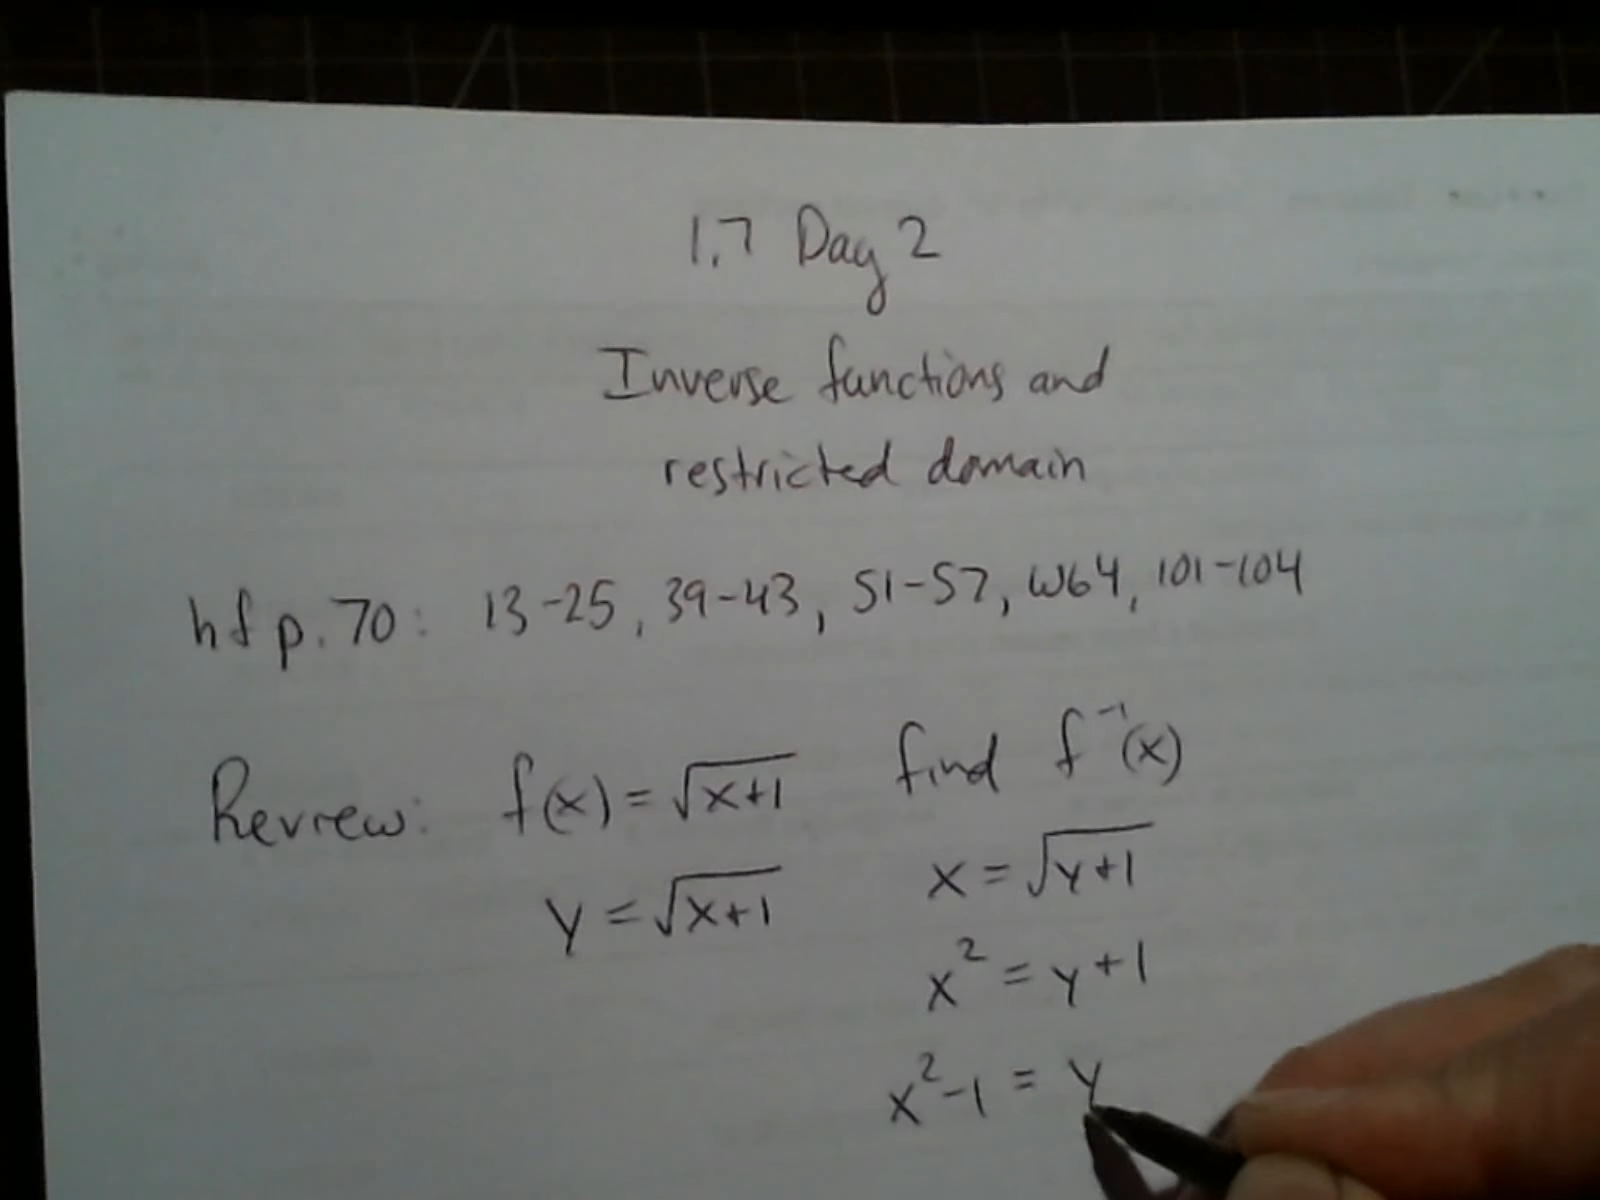 1.7 Day 2
Inverse functions and
restricted domain
hf p. 70: 13-25, 39-43, 51-57, W64, 101-104
Review: f(x) = √x+1 find f⁻¹(x)
y = √x+1 x = √y+1
x² = y+1
x²-1 = y